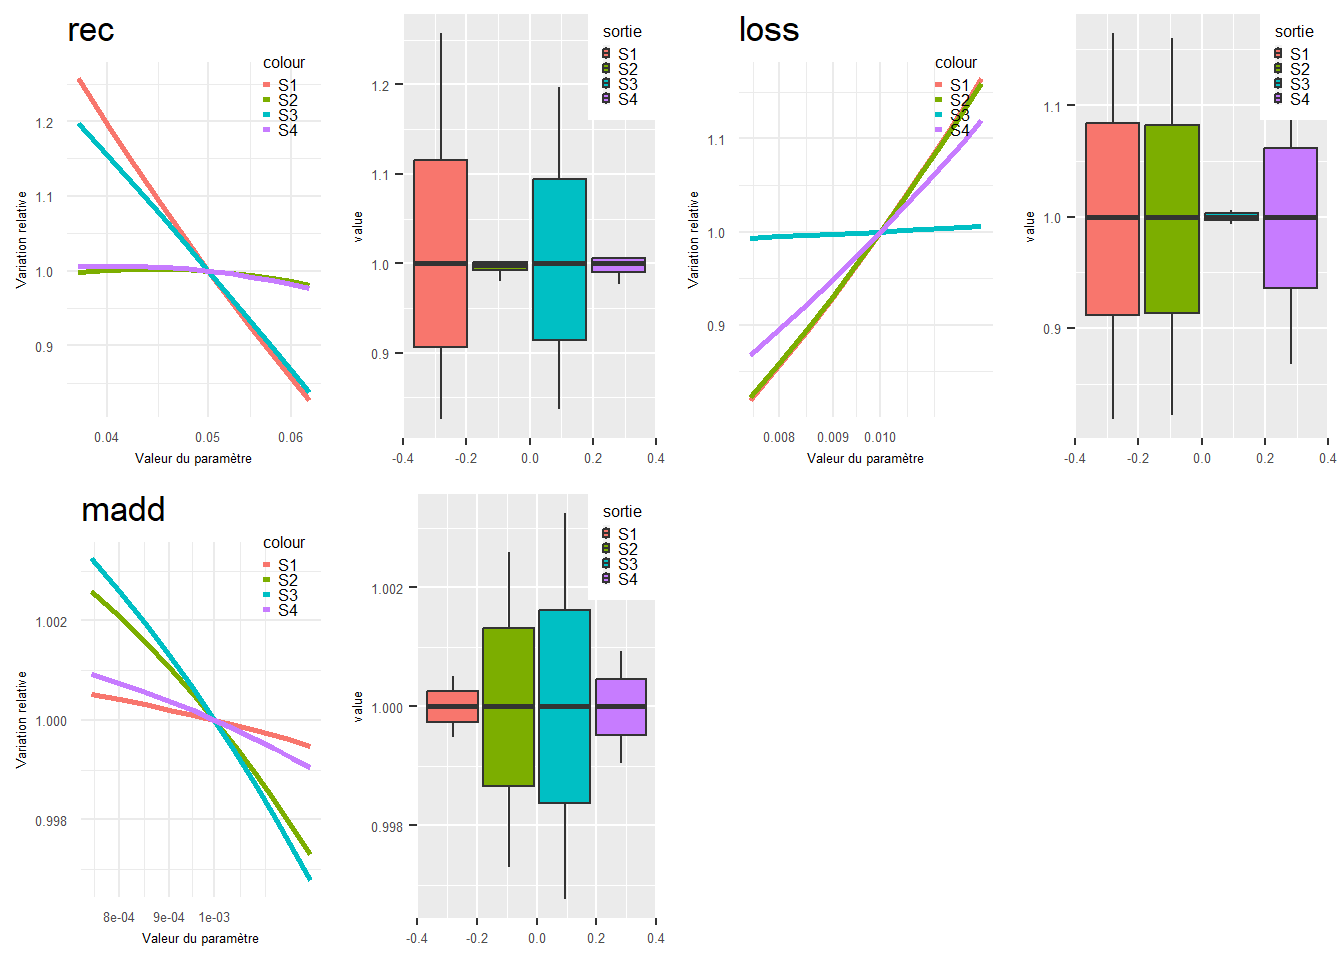 rec
colour
S1
S2
S3
S4
Variation relative
1.2
1.1
1.0
0.9
0.04
0.05
0.06
Valeur du paramètre
sortie
S1
S2
S3
S4
value
1.2
1.1
1.0
0.9
-0.4
-0.2
0.0
0.2
0.4
loss
colour
S1
S2
S3
S4
Variation relative
1.1
1.0
0.9
0.008
0.009
0.010
Valeur du paramètre
sortie
S1
S2
S3
S4
value
1.1
1.0
0.9
-0.4
-0.2
0.0
0.2
0.4
madd
colour
S1
S2
S3
S4
Variation relative
1.002
1.000
0.998
8e-04
9e-04
1e-03
Valeur du paramètre
sortie
S1
S2
S3
S4
value
1.002
1.000
0.998
-0.4
-0.2
0.0
0.2
0.4